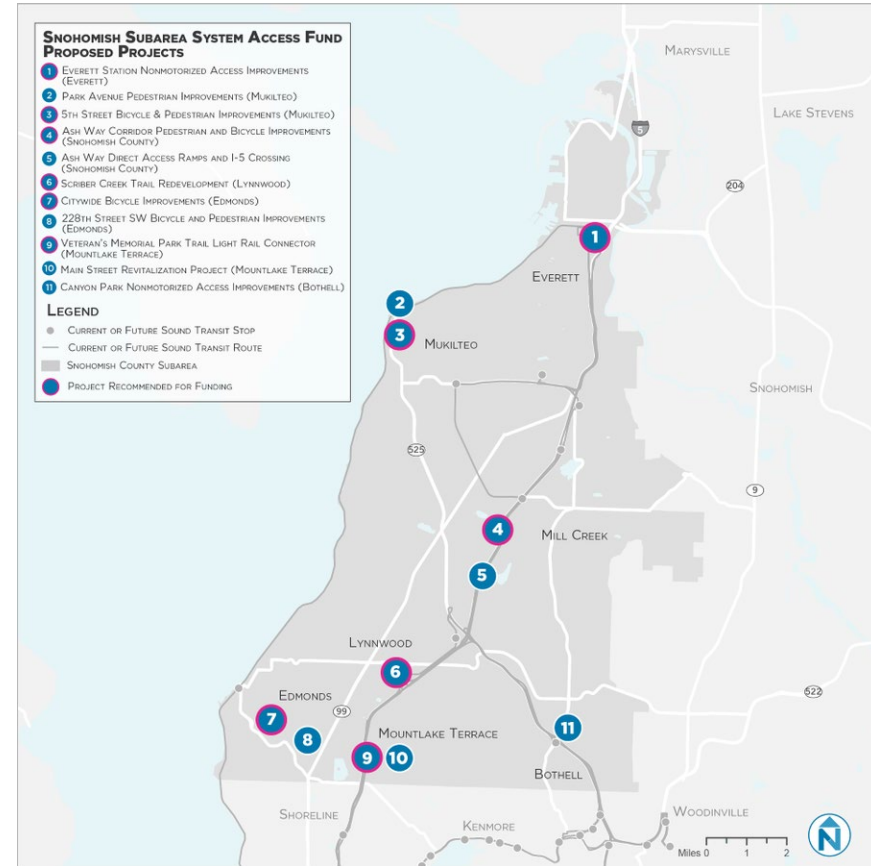 SNOHOMISH SUBAREA SYSTEM ACCESS FUND
PROPOSED PROJECTS
1 EVERETT STATION NONMOTORIZED ACCESS IMPROVEMENTS
(EVERETT)
2 PARK AVENUE PEDESTRIAN IMPROVEMENTS (MUKILTEO)
3 5TH STREET BICYCLE & PEDESTRIAN IMPROVEMENTS (MUKILTEO)
4 ASH WAY CORRIDOR PEDESTRIAN AND BICYCLE IMPROVEMENTS
(SNOHOMISH COUNTY)
5 ASH WAY DIRECT ACCESS RAMPS AND I-5 CROSSING
(SNOHOMISH COUNTY)
6 SCRIBER CREEK TRAIL REDEVELOPMENT (LYNNWOOD)
7 CITYWIDE BICYCLE IMPROVEMENTS (EDMONDS)
8 228TH STREET SW BICYCLE AND PEDESTRIAN IMPROVEMENTS
(EDMONDS)
9 VETERAN'S MEMORIAL PARK TRAIL LIGHT RAIL CONNECTOR
(MOUNTLAKE TERRACE)
10 MAIN STREET REVITALIZATION PROJECT (MOUNTLAKE TERRACE)
11 CANYON PARK NONMOTORIZED ACCESS IMPROVEMENTS (BOTHELL)
LEGEND
CURRENT OR FUTURE SOUND TRANSIT STOP
CURRENT OR FUTURE SOUND TRANSIT ROUTE
SNOHOMISH COUNTY SUBAREA
PROJECT RECOMMENDED FOR FUNDING
MARYSVILLE
LAKE STEVENS
5
204
1
EVERETT
2
3
MUKILTEO
SNOHOMISH
525
9
4
MILL CREEK
5
LYNNWOOD
6
EDMONDS
522
7
99
8
MOUNTLAKE TERRACE
11
9
10
BOTHELL
SHORELINE
KENMORE
WOODINVILLE
MILES 0 1 2
N